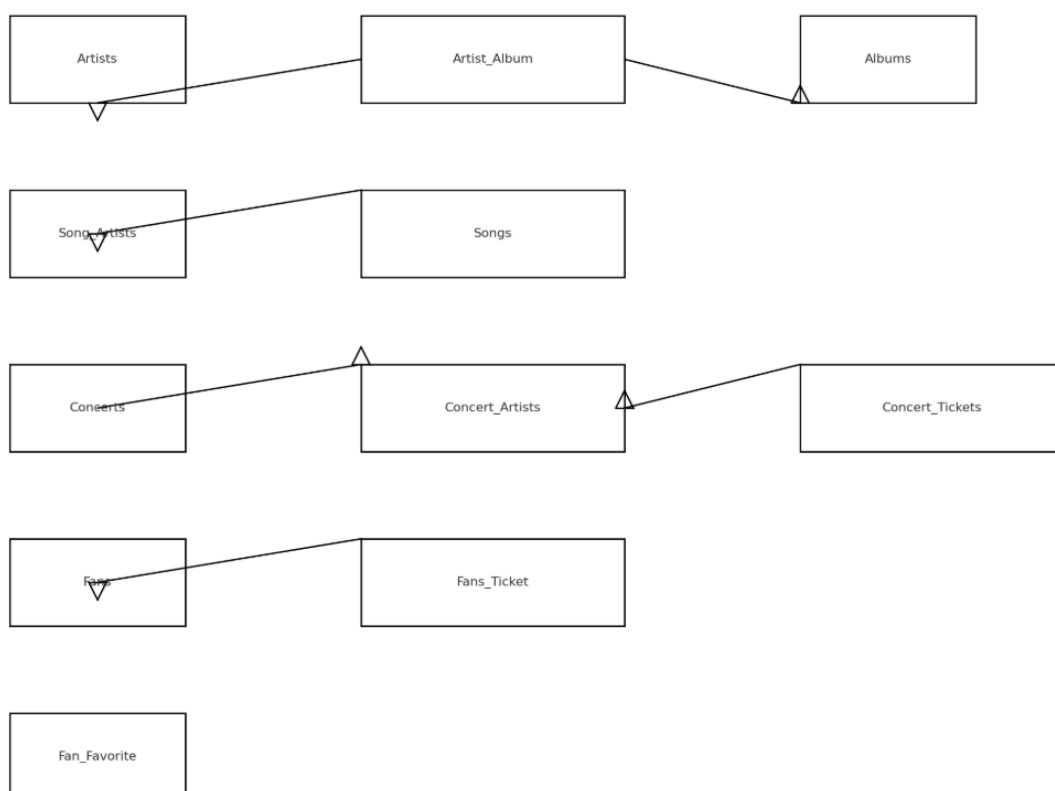 Artists
Artist_Album
Albums
Song_Artists
Songs
Concerts
Concert_Artists
Concert_Tickets
Fans
Fans_Ticket
Fan_Favorite